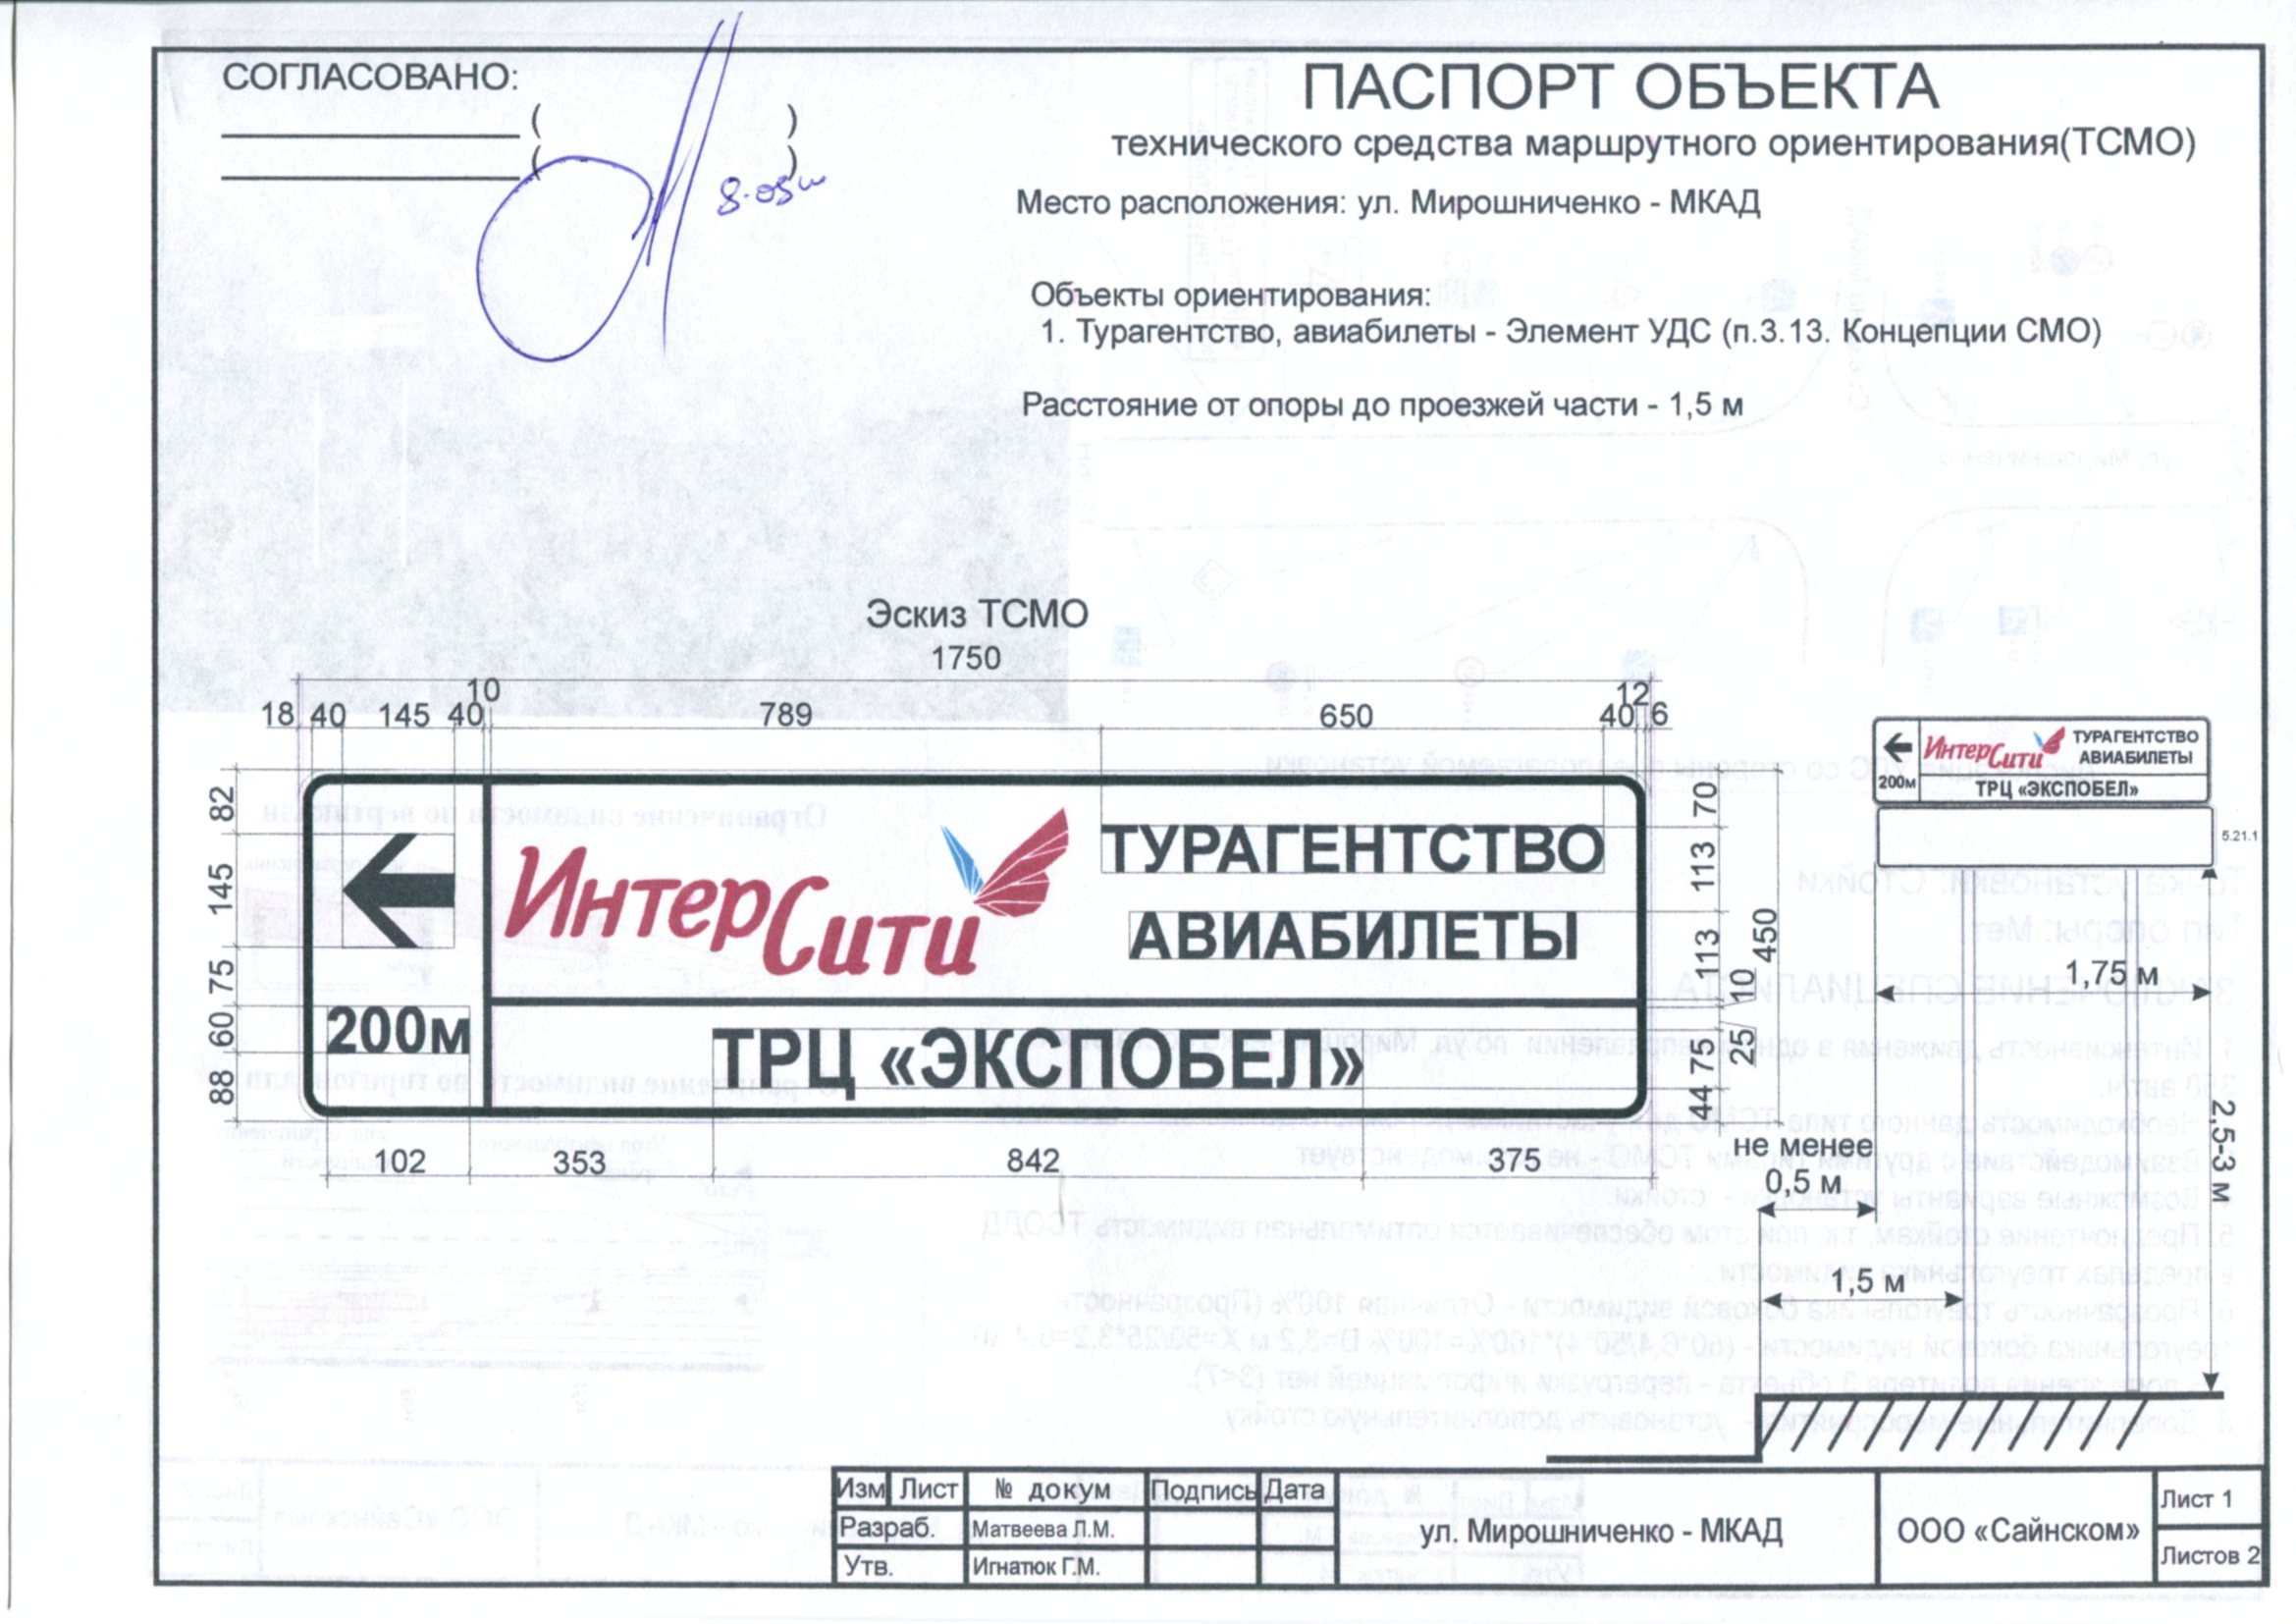 СОГЛАСОВАНО:
( )
( )
ПАСПОРТ ОБЪЕКТА
технического средства маршрутного ориентирования(ТСМО)
Место расположения: ул. Мирошниченко - МКАД
Объекты ориентирования:
1. Турагентство, авиабилеты - Элемент УДС (п.3.13. Концепции СМО)
Расстояние от опоры до проезжей части - 1,5 м
Эскиз ТСМО
1750
10
12
18 40 145 40 789 650 40 6
82
145
75
60
88
ИнтерСити
ТУРАГЕНТСТВО
АВИАБИЛЕТЫ
200м
ТРЦ «ЭКСПОБЕЛ»
70
113
113
10
25
75
44
450
102 353 842 375
ИнтерСити
ТУРАГЕНТСТВО
АВИАБИЛЕТЫ
200м
ТРЦ «ЭКСПОБЕЛ»
5.21.1
1,75 м
2,5-3 м
не менее
0,5 м
1,5 м
Изм Лист № докум Подпись Дата
Разраб. Матвеева Л.М.
Утв. Игнатюк Г.М.
ул. Мирошниченко - МКАД
ООО «Сайнском»
Лист 1
Листов 2